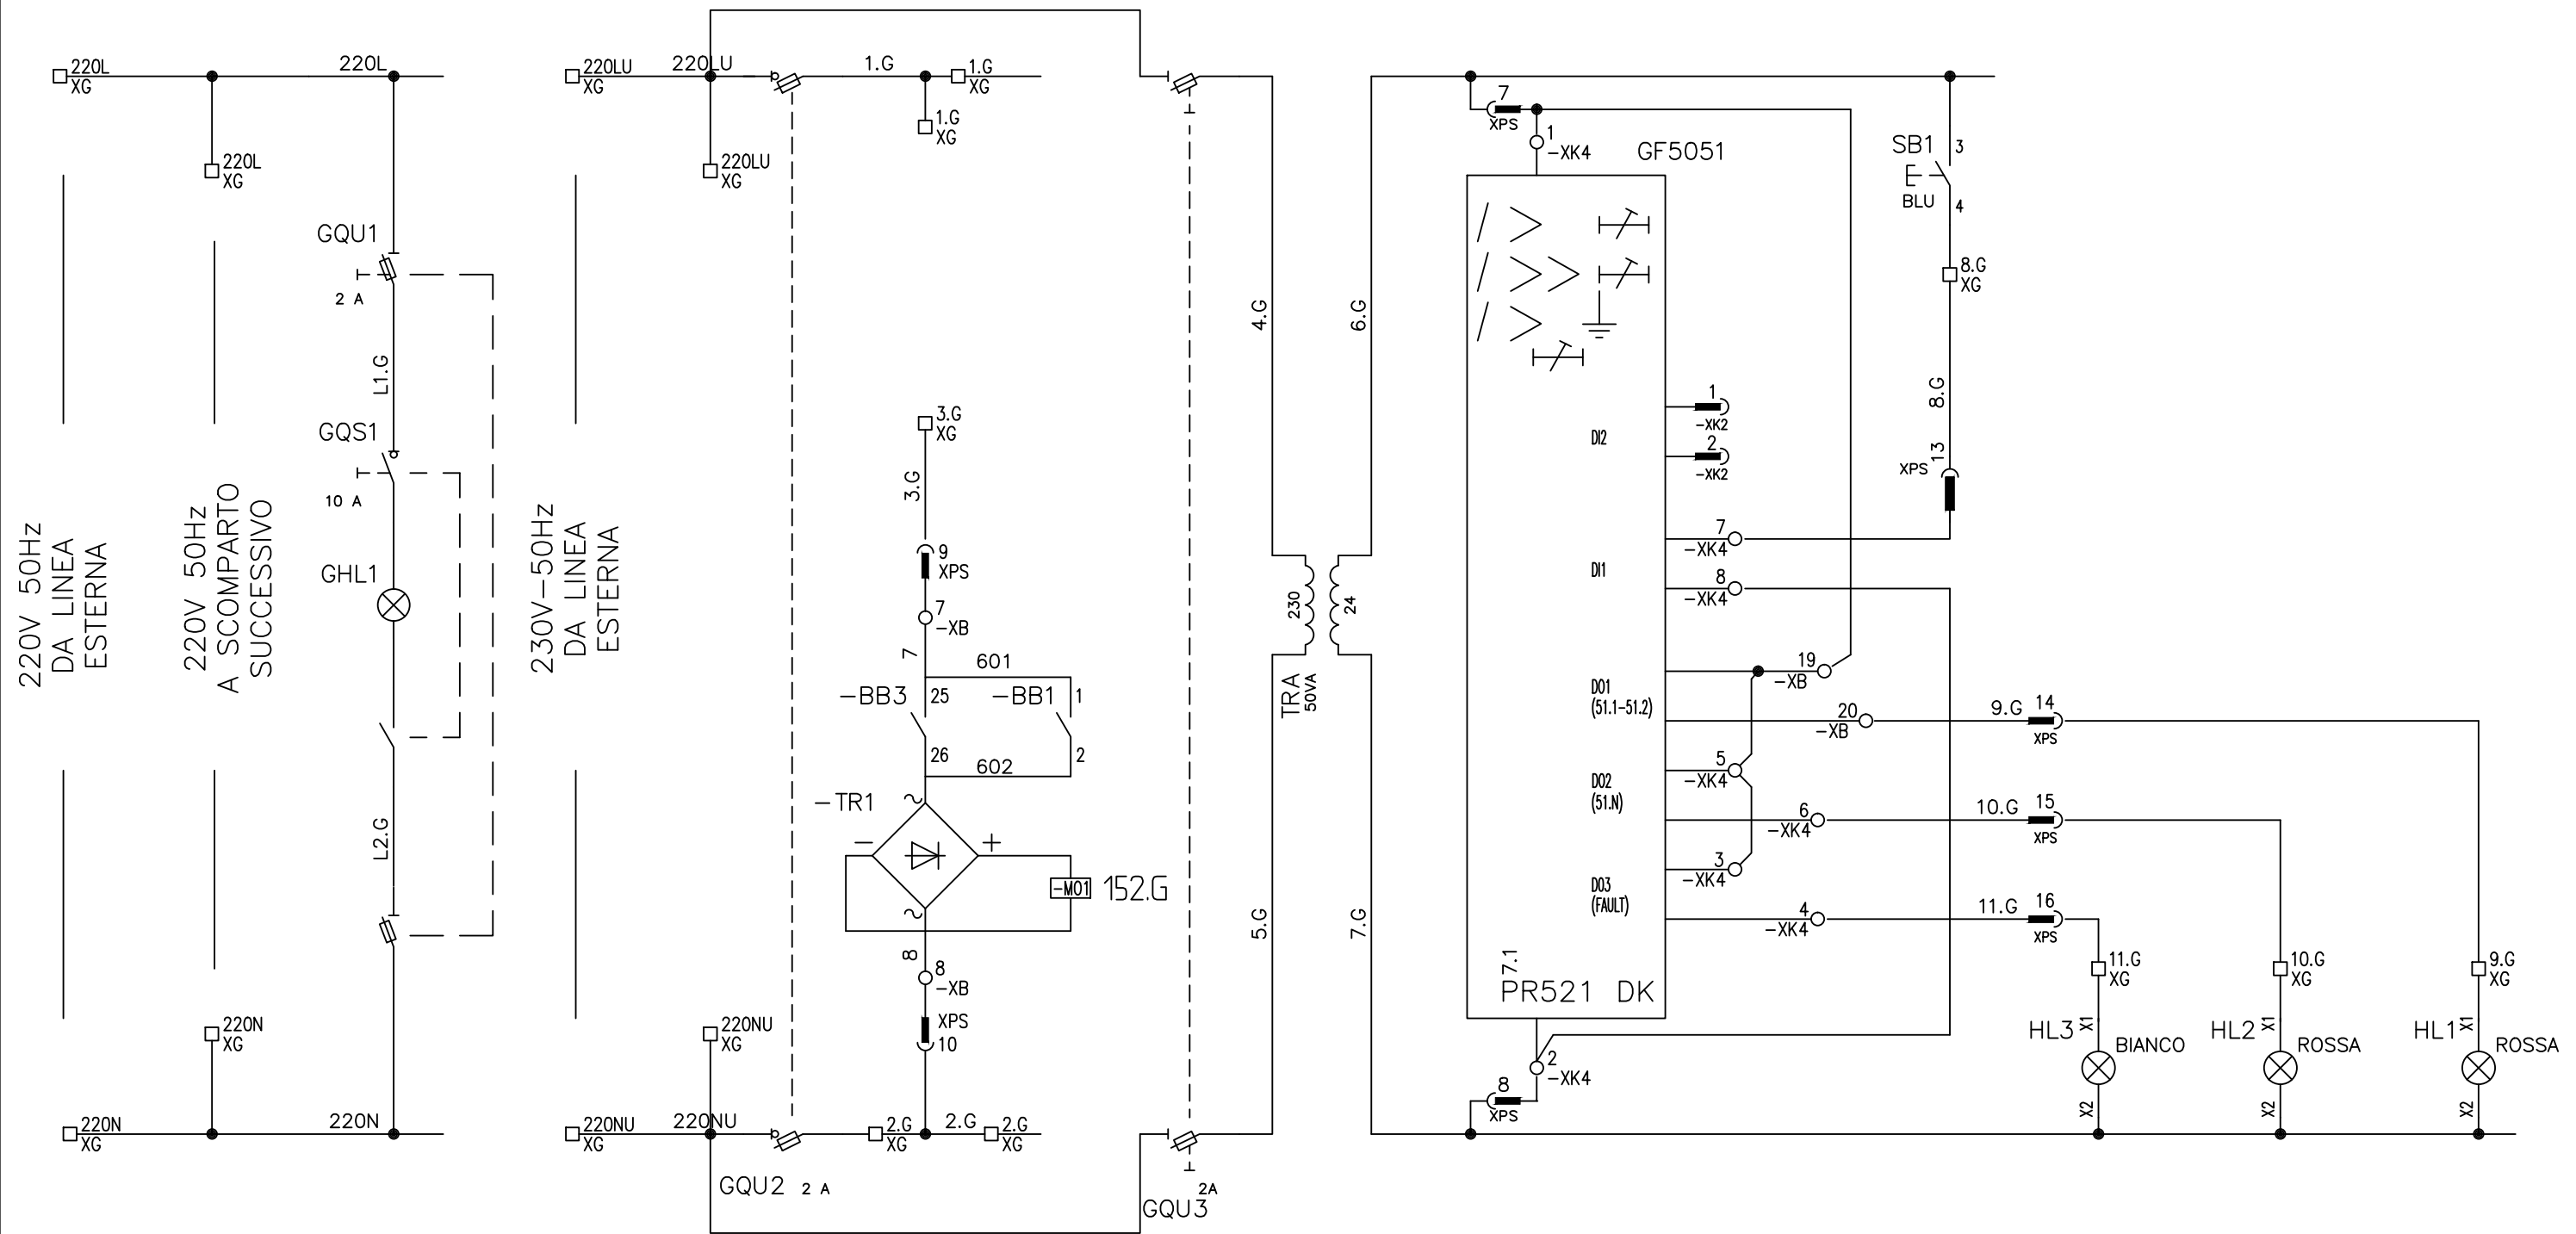 220L
XG
220L
220L
XG
GQU1
2 A
L1.G
GQS1
10 A
GHL1
L2.G
220V 50Hz
DA LINEA
ESTERNA
220V 50Hz
A SCOMPARTO
SUCCESSIVO
220N
XG
220N
XG
220N
220LU
XG
220LU
220LU
XG
1.G
1.G
XG
1.G
XG
230V-50Hz
DA LINEA
ESTERNA
3.G
XG
3.G
9
XPS
7
-XB
7
601
-BB3
25
-BB1
1
26
2
602
-TR1
~
−
+
-M01
152.G
~
8
8
-XB
XPS
10
220NU
XG
220NU
XG
220NU
2.G
XG
2.G
2.G
XG
GQU2
2 A
2A
GQU3
4.G
5.G
230
24
TRA
50VA
6.G
7.G
7
XPS
1
-XK4
GF5051
DI2
1
-XK2
2
-XK2
DI1
7
-XK4
8
-XK4
DO1
(51.1-51.2)
19
-XB
20
-XB
DO2
(51.N)
5
-XK4
6
-XK4
DO3
(FAULT)
3
-XK4
4
-XK4
7.1
PR521 DK
2
-XK4
8
XPS
SB1
3
BLU
4
8.G
XG
8.G
13
XPS
9.G
14
XPS
10.G
15
XPS
11.G
16
XPS
11.G
XG
10.G
XG
9.G
XG
HL3
X1
BIANCO
X2
HL2
X1
ROSSA
X2
HL1
X1
ROSSA
X2